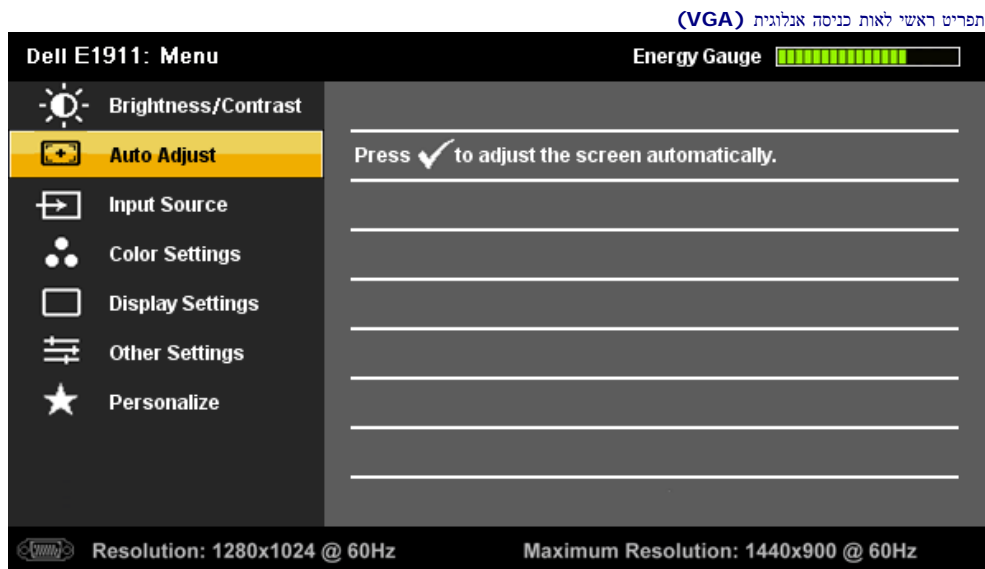 תפריט ראשי לאות כניסה אנלוגית (VGA)
Dell E1911: Menu
Energy Gauge
Brightness/Contrast
Auto Adjust
Press ✓ to adjust the screen automatically.
Input Source
Color Settings
Display Settings
Other Settings
Personalize
Resolution: 1280x1024 @ 60Hz
Maximum Resolution: 1440x900 @ 60Hz